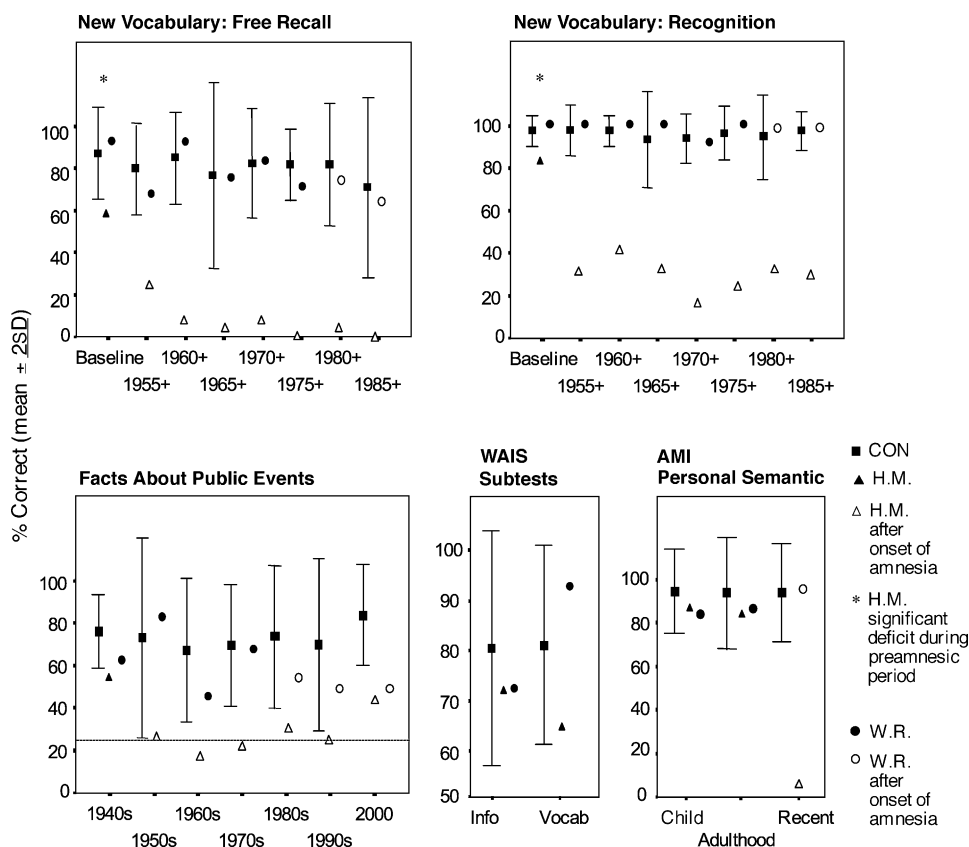 New Vocabulary: Free Recall
*
100
80
60
40
20
0
Baseline 1960+ 1970+ 1980+
1955+ 1965+ 1975+ 1985+
New Vocabulary: Recognition
*
100
80
60
40
20
0
Baseline 1960+ 1970+ 1980+
1955+ 1965+ 1975+ 1985+
% Correct (mean ± 2SD)
Facts About Public Events
100
80
60
40
20
0
1940s 1960s 1980s 2000
1950s 1970s 1990s
WAIS
Subtests
100
90
80
70
60
50
Info Vocab
AMI
Personal Semantic
100
80
60
40
20
0
Child Recent
Adulthood
CON
H.M.
H.M.
after
onset of
amnesia
* H.M.
significant
deficit during
preamnesic
period
W.R.
W.R.
after
onset of
amnesia